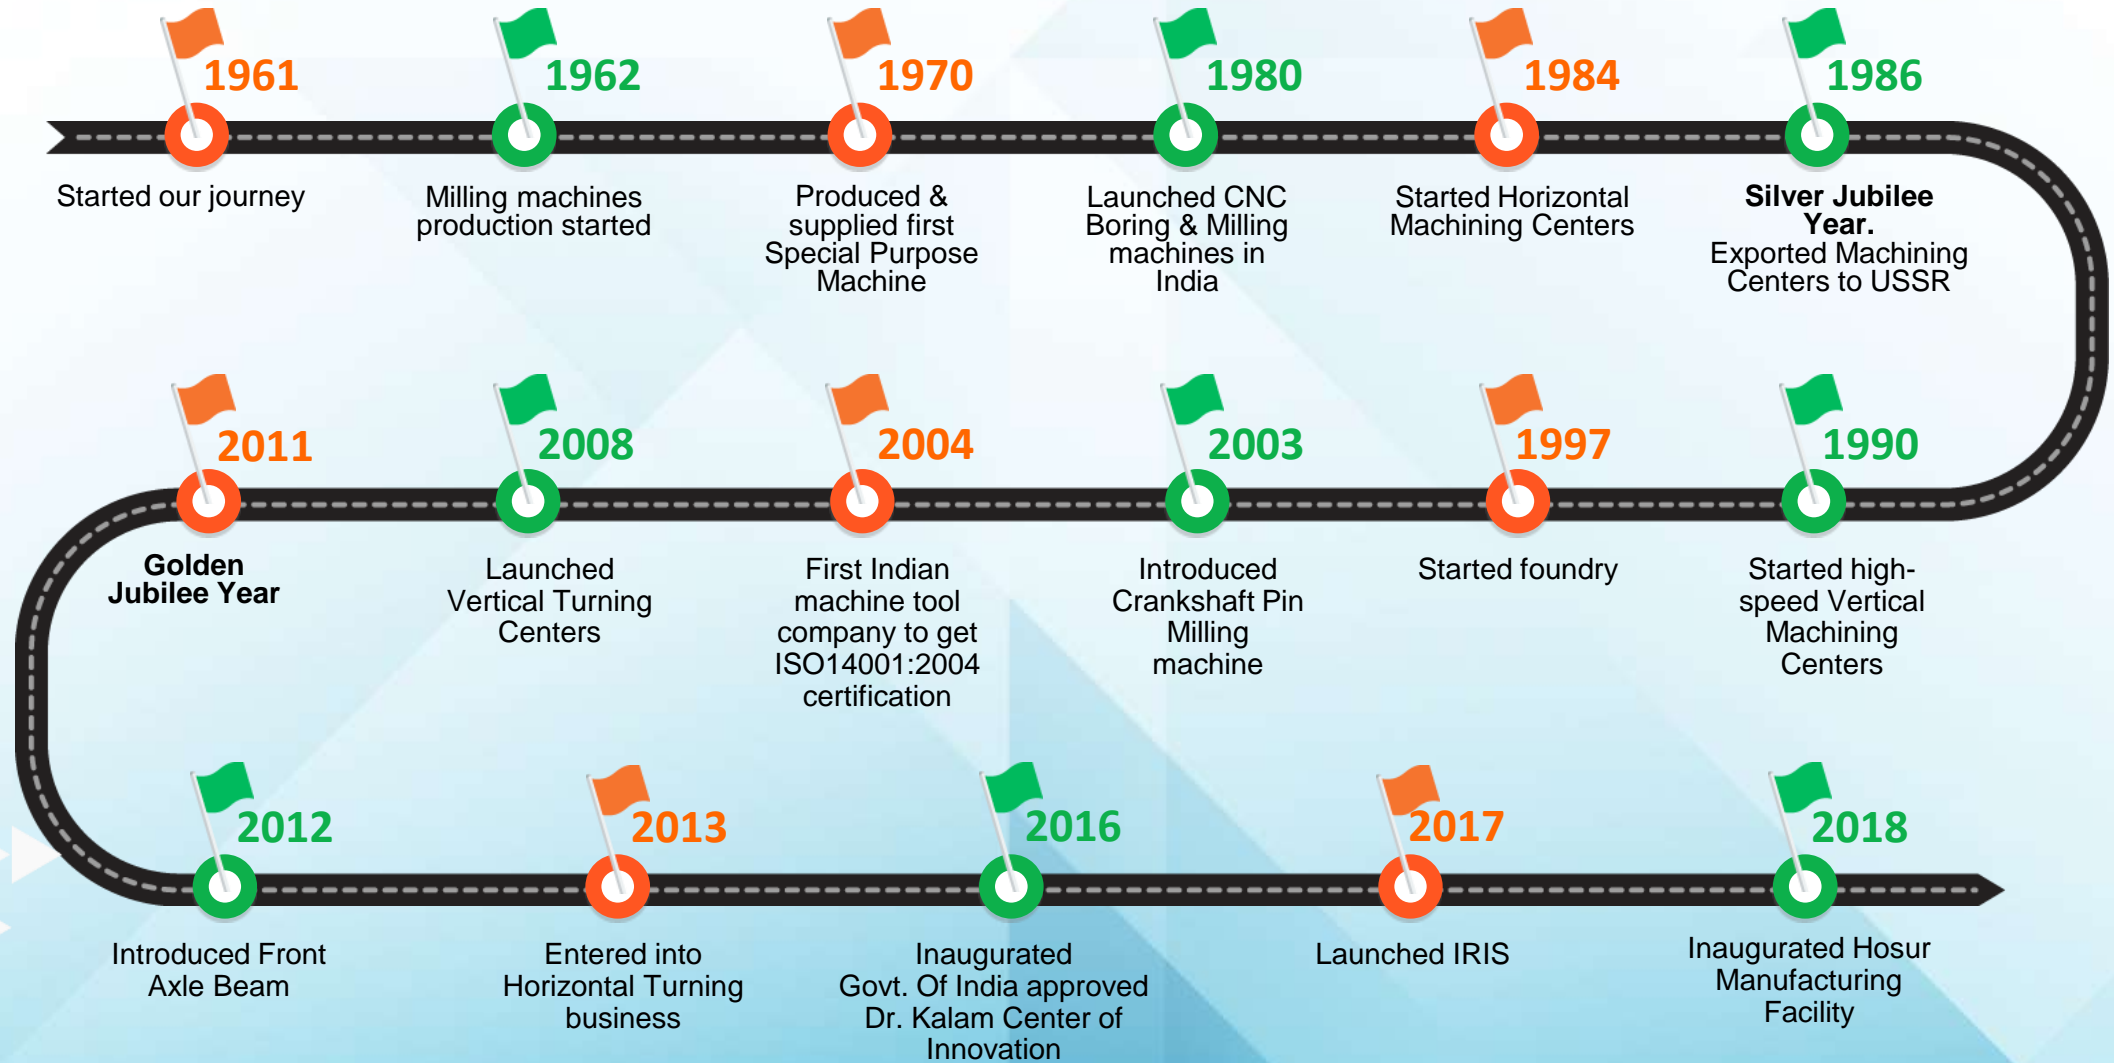 1961
Started our journey
1962
Milling machines
production started
1970
Produced &
supplied first
Special Purpose
Machine
1980
Launched CNC
Boring & Milling
machines in
India
1984
Started Horizontal
Machining Centers
1986
Silver Jubilee
Year.
Exported Machining
Centers to USSR
1990
Started high-
speed Vertical
Machining
Centers
1997
Started foundry
2003
Introduced
Crankshaft Pin
Milling
machine
2004
First Indian
machine tool
company to get
ISO14001:2004
certification
2008
Launched
Vertical Turning
Centers
2011
Golden
Jubilee Year
2012
Introduced Front
Axle Beam
2013
Entered into
Horizontal Turning
business
2016
Inaugurated
Govt. Of India approved
Dr. Kalam Center of
Innovation
2017
Launched IRIS
2018
Inaugurated Hosur
Manufacturing
Facility